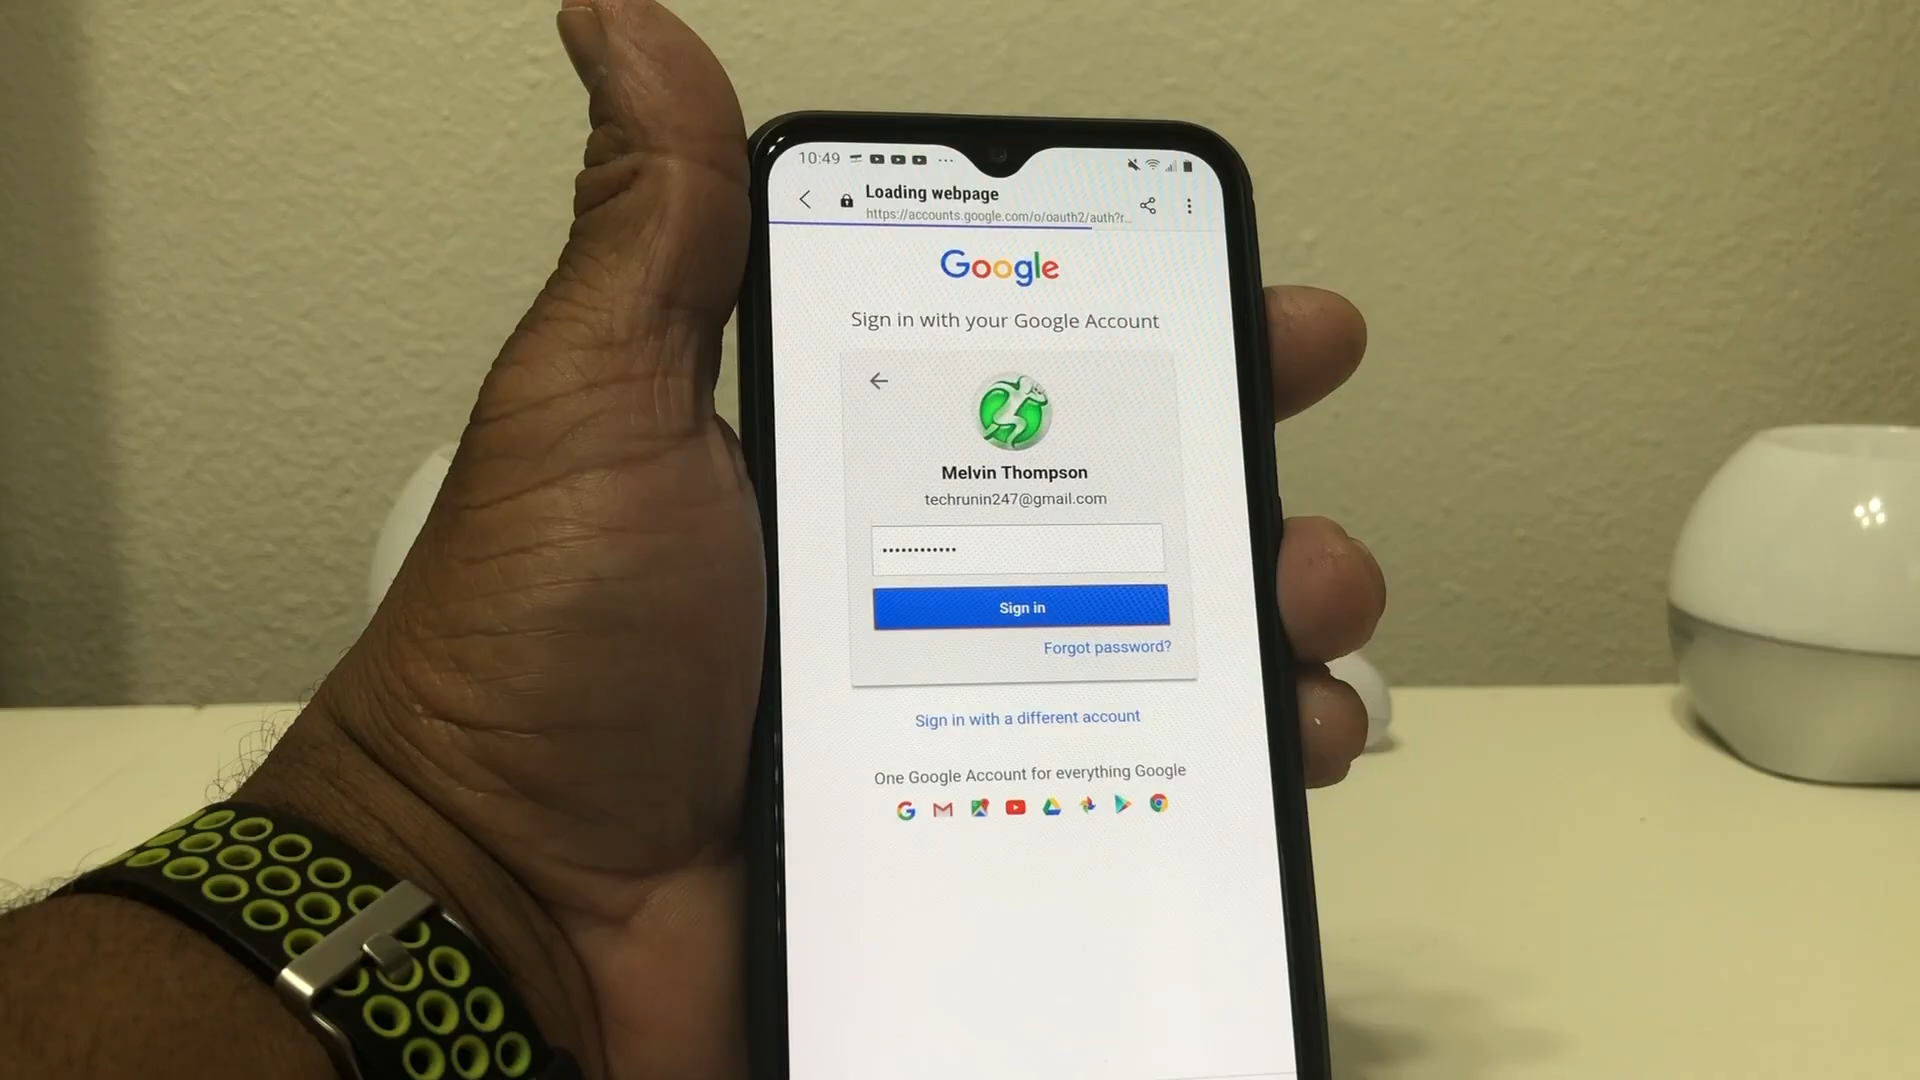 10:49
Loading webpage
https://accounts.google.com/o/oauth2/auth?r...
Google
Sign in with your Google Account
Melvin Thompson
techrunin247@gmail.com
••••••••••••
Sign in
Forgot password?
Sign in with a different account
One Google Account for everything Google